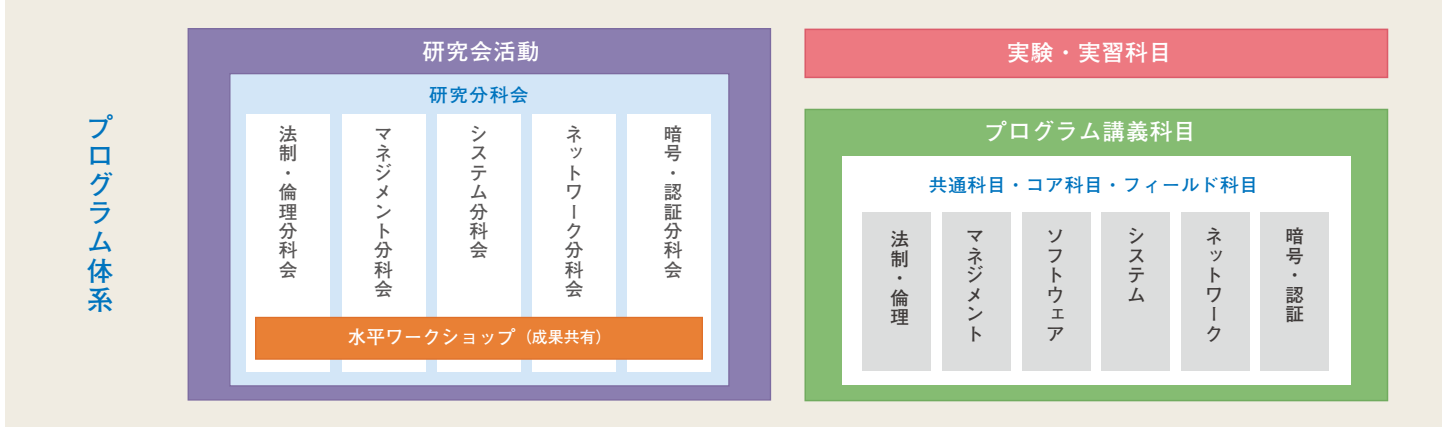 プログラム体系
研究会活動
研究分科会
法制・倫理分科会
マネジメント分科会
システム分科会
ネットワーク分科会
暗号・認証分科会
水平ワークショップ（成果共有）
実験・実習科目
プログラム講義科目
共通科目・コア科目・フィールド科目
法制・倫理
マネジメント
ソフトウェア
システム
ネットワーク
暗号・認証